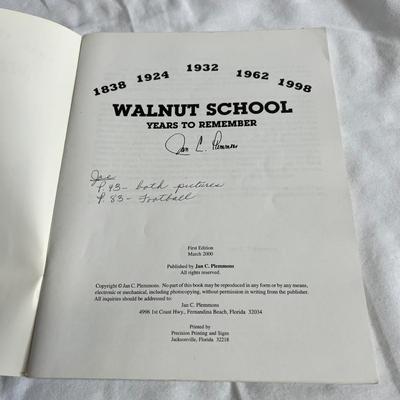 1838 1924 1932 1962 1998
WALNUT SCHOOL
YEARS TO REMEMBER
Jan C. Plemmons
Joe
P. 43- both pictures
P. 83- Football
First Edition
March 2000
Published by Jan C. Plemmons
All rights reserved.
Copyright © Jan C. Plemmons. No part of this book may be reproduced in any form or by any means,
electronic or mechanical, including photocopying, without permission in writing from the publisher.
All inquiries should be addressed to:
Jan C. Plemmons
4996 1st Coast Hwy., Fernandina Beach, Florida 32034
Printed by
Precision Printing and Signs
Jacksonville, Florida 32218